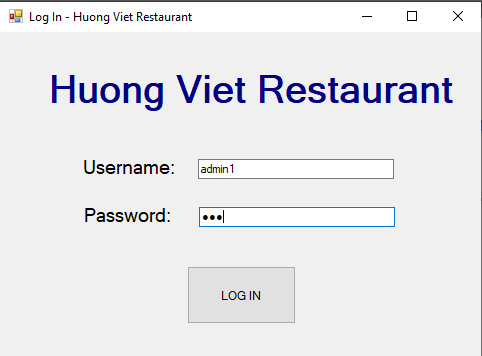 Log In - Huong Viet Restaurant
Huong Viet Restaurant
Username: admin1
Password: •••
LOG IN